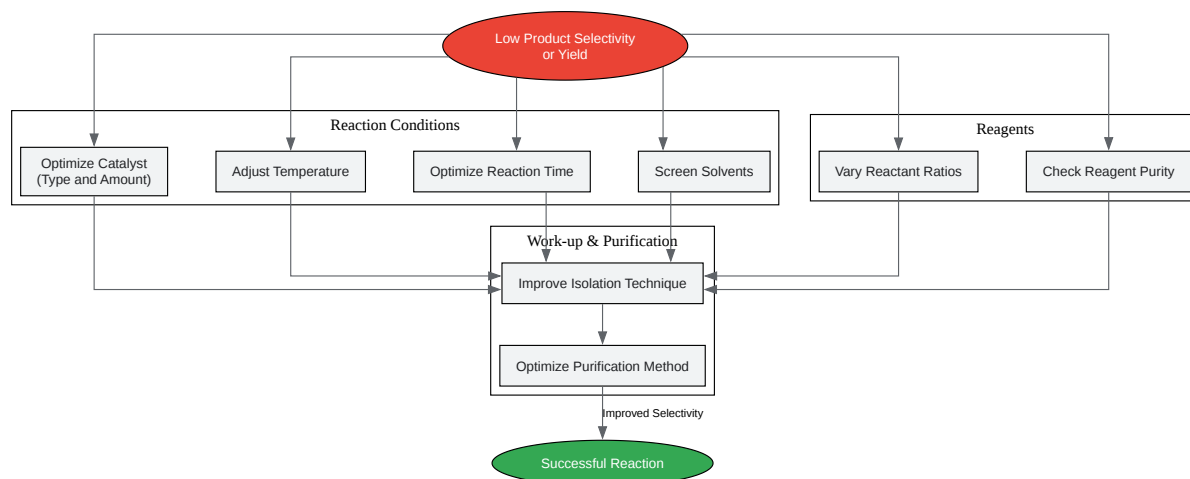 Low Product Selectivity
or Yield
Reaction Conditions
Reagents
Optimize Catalyst
(Type and Amount)
Adjust Temperature
Optimize Reaction Time
Screen Solvents
Vary Reactant Ratios
Check Reagent Purity
Work-up & Purification
Improve Isolation Technique
Optimize Purification Method
Improved Selectivity
Successful Reaction